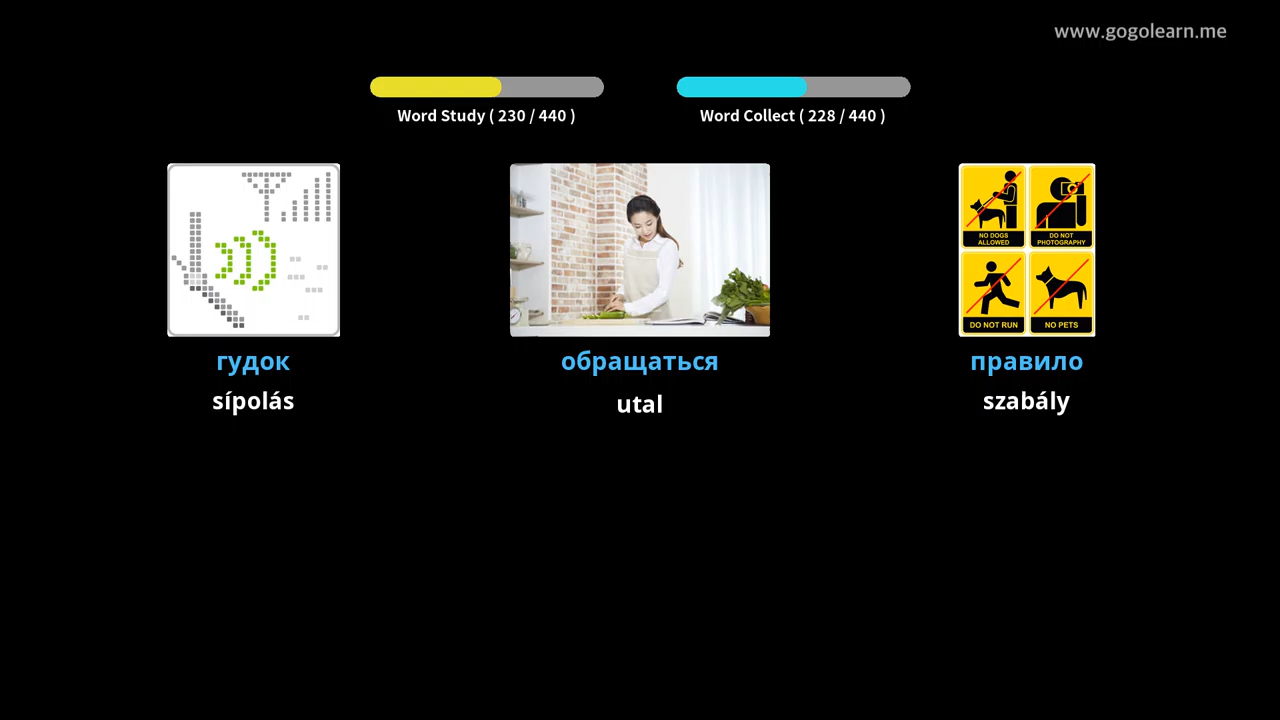 www.gogolearn.me
Word Study ( 230 / 440 )
Word Collect ( 228 / 440 )
NO DOGS
ALLOWED
DO NOT
PHOTOGRAPHY
DO NOT RUN
NO PETS
гудок
обращаться
правило
sípolás
utal
szabály